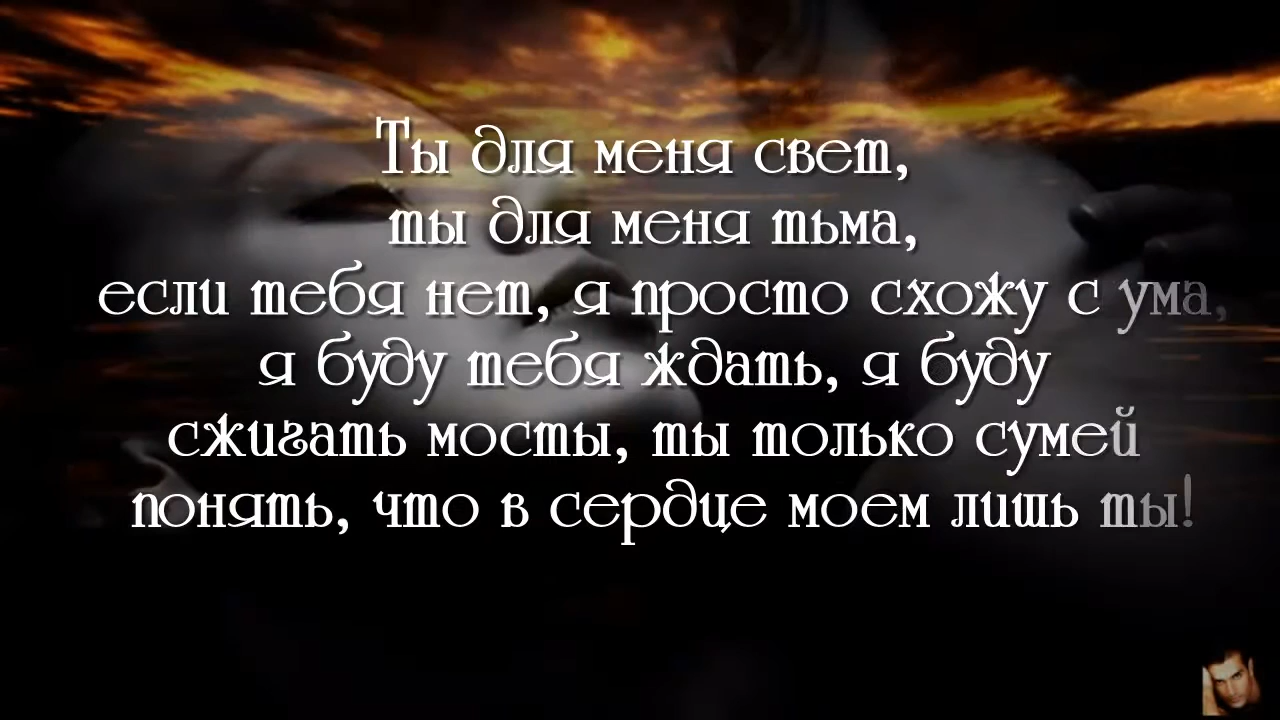 Ты для меня свет,
ты для меня тьма,
если тебя нет, я просто схожу с ума,
я буду тебя ждать, я буду
сжигать мосты, ты только сумей
понять, что в сердце моем лишь ты!